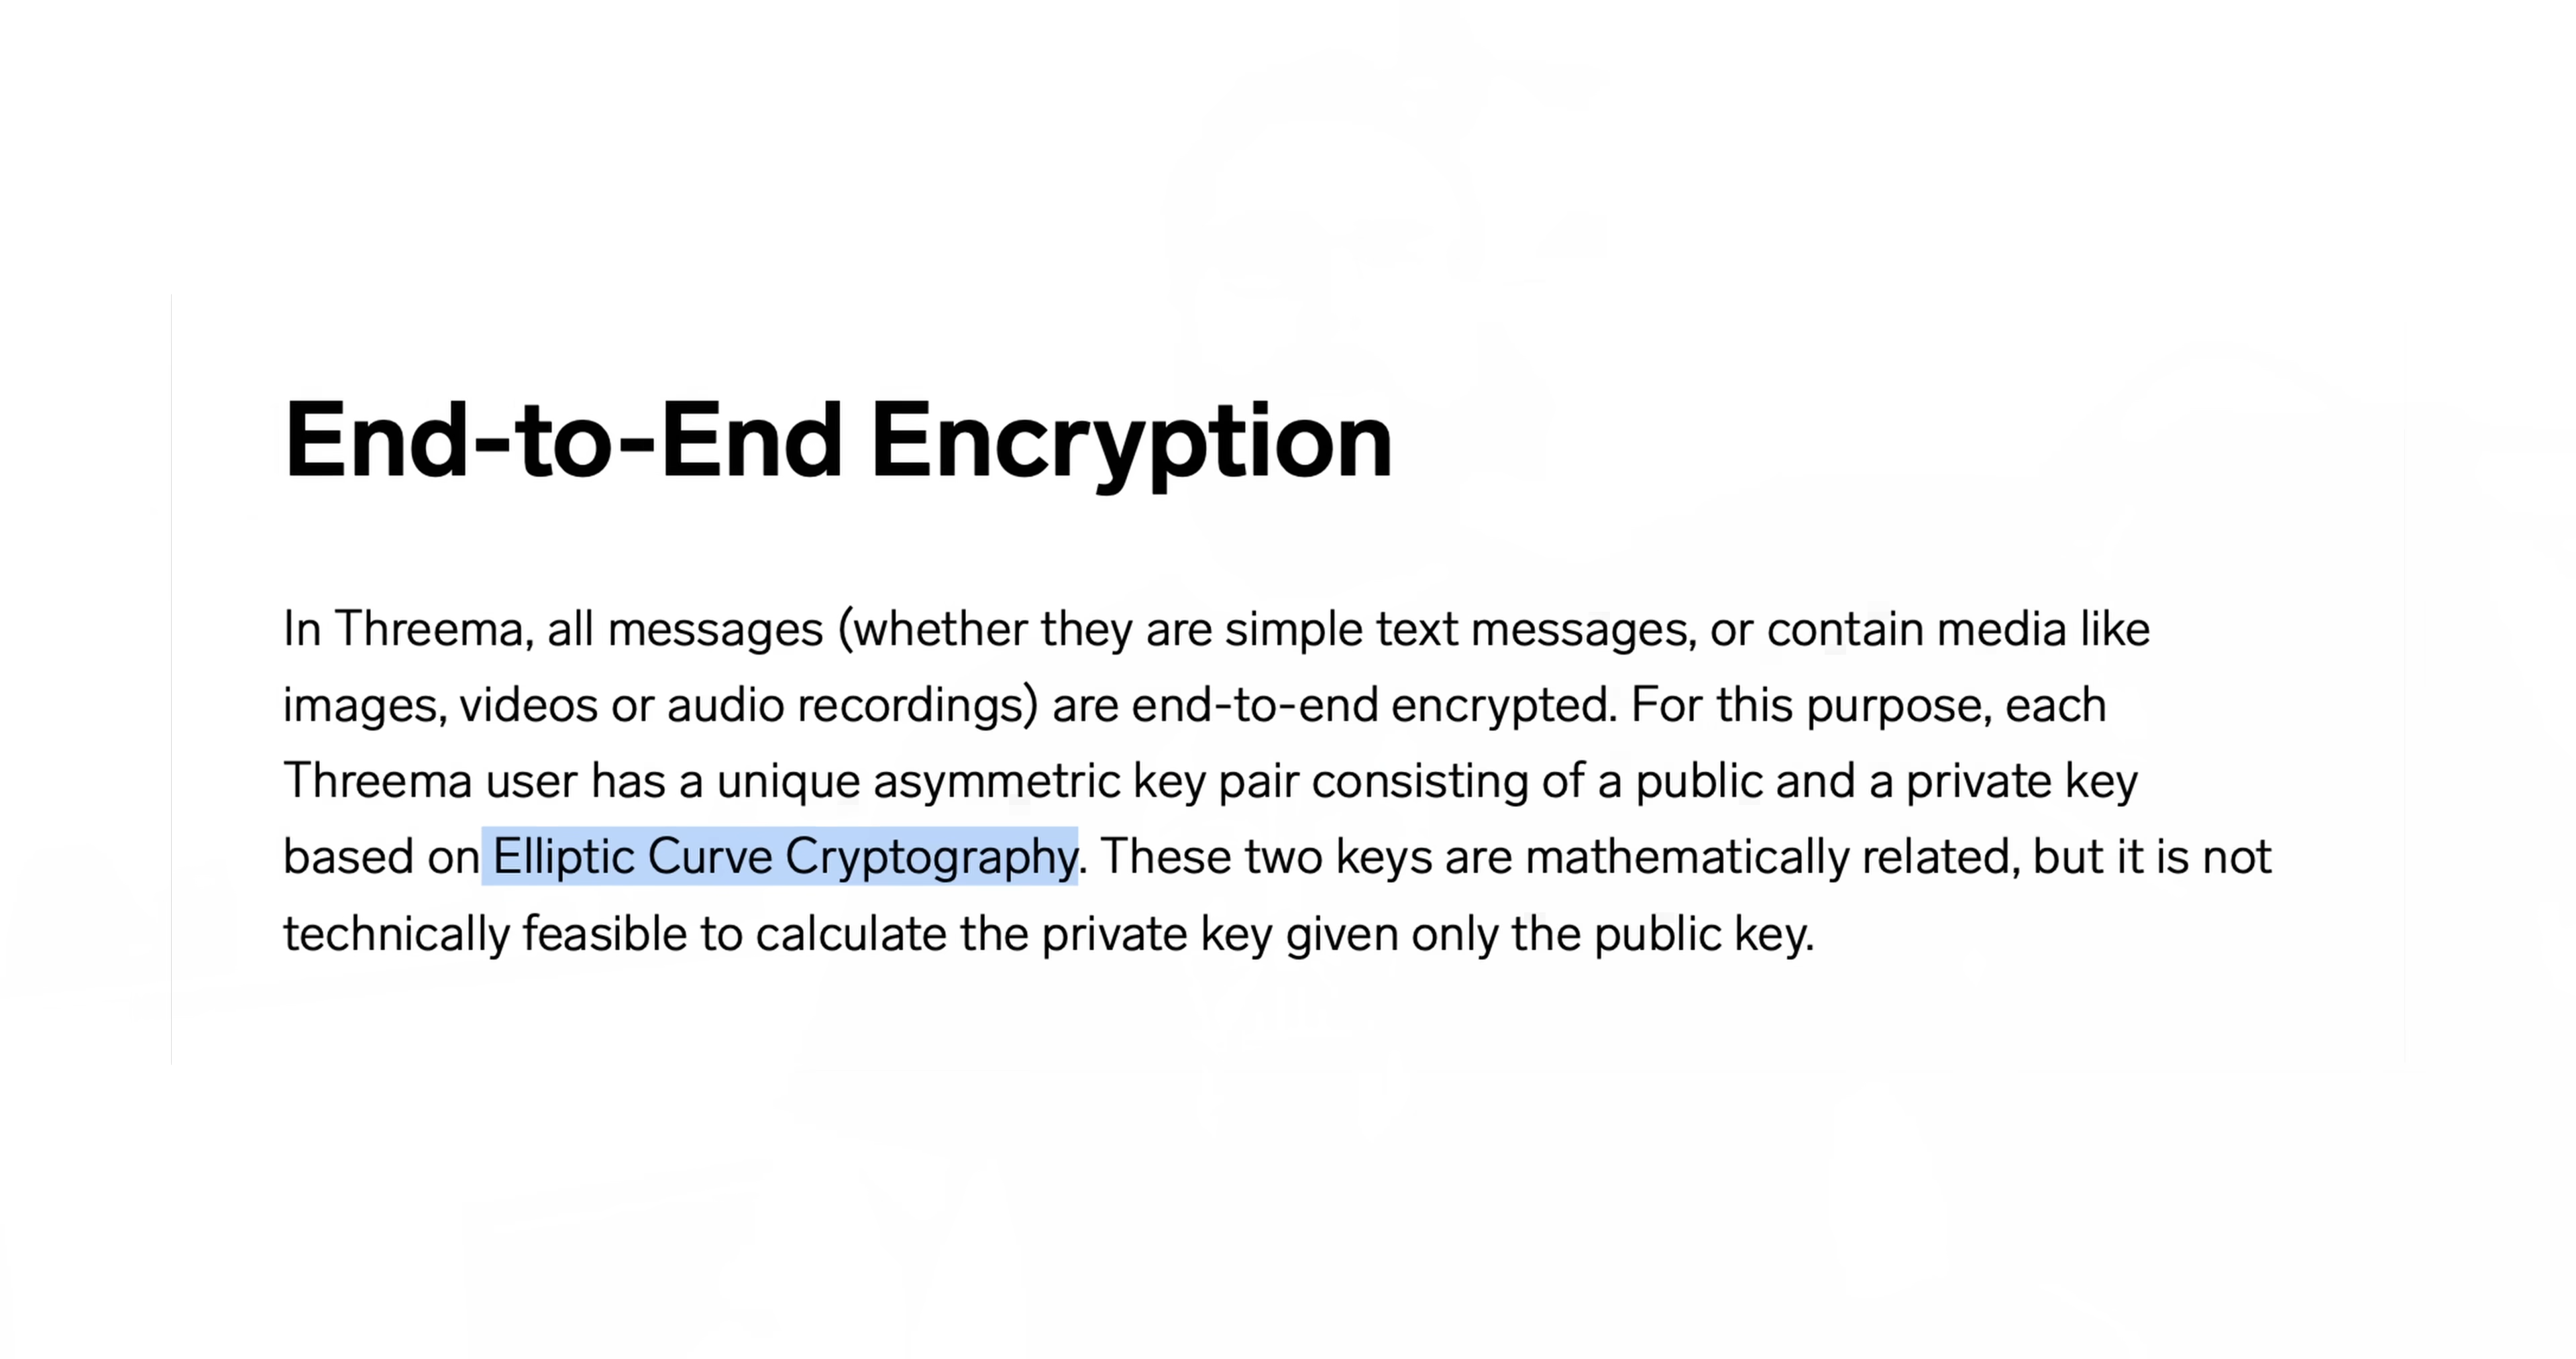 End-to-End Encryption
In Threema, all messages (whether they are simple text messages, or contain media like
images, videos or audio recordings) are end-to-end encrypted. For this purpose, each
Threema user has a unique asymmetric key pair consisting of a public and a private key
based on Elliptic Curve Cryptography. These two keys are mathematically related, but it is not
technically feasible to calculate the private key given only the public key.